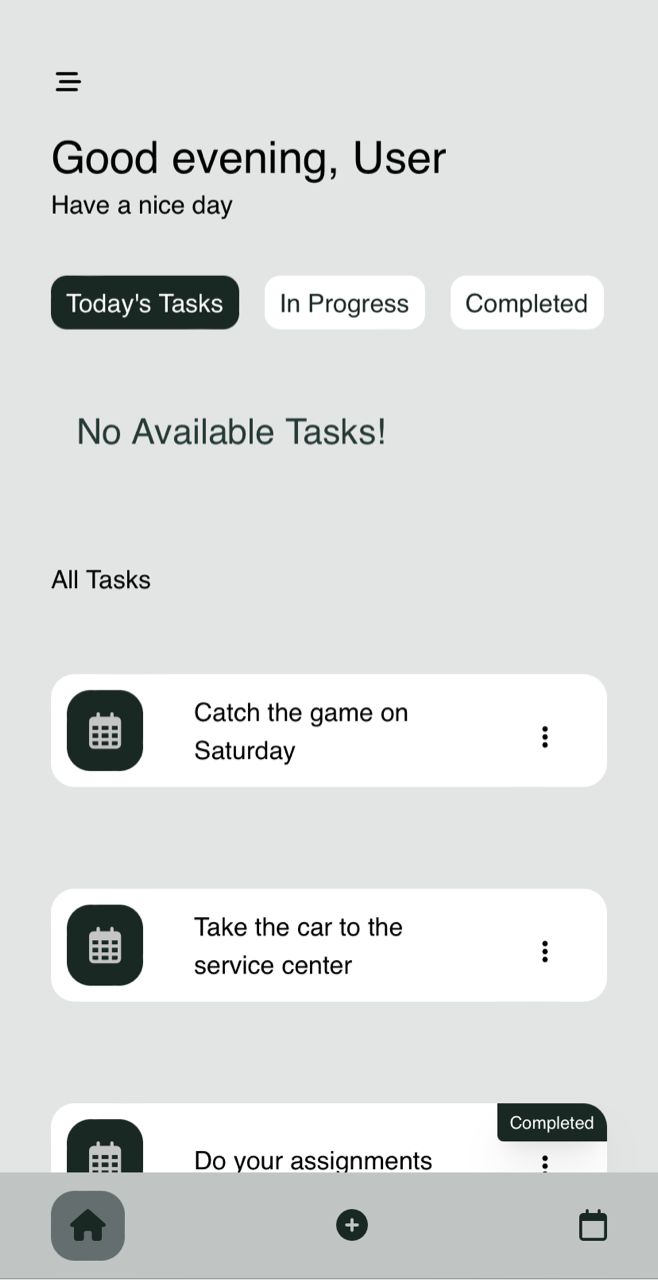 Good evening, User
Have a nice day
Today's Tasks
In Progress
Completed
No Available Tasks!
All Tasks
Catch the game on
Saturday
Take the car to the
service center
Completed
Do your assignments